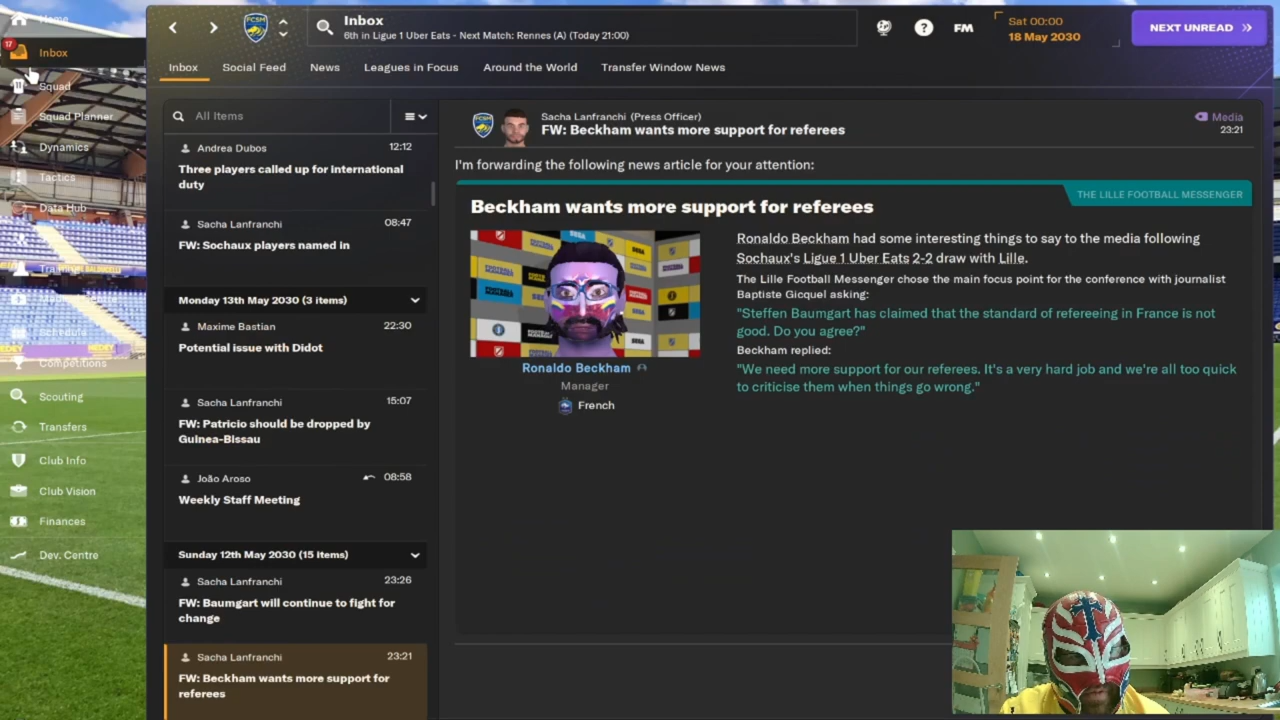 Home
17
Inbox
Squad
Squad Planner
Dynamics
Tactics
Data Hub
Schedule
Competitions
Scouting
Transfers
Club Info
Club Vision
Finances
Dev. Centre
FCSM
Inbox
6th in Ligue 1 Uber Eats - Next Match: Rennes (A) (Today 21:00)
?
FM
Sat 00:00
18 May 2030
NEXT UNREAD
Inbox
Social Feed
News
Leagues in Focus
Around the World
Transfer Window News
All Items
Andrea Dubos
12:12
Three players called up for international
duty
Sacha Lanfranchi
08:47
FW: Sochaux players named in
Monday 13th May 2030 (3 items)
Maxime Bastian
22:30
Potential issue with Didot
Sacha Lanfranchi
15:07
FW: Patricio should be dropped by
Guinea-Bissau
João Aroso
08:58
Weekly Staff Meeting
Sunday 12th May 2030 (15 items)
Sacha Lanfranchi
23:26
FW: Baumgart will continue to fight for
change
Sacha Lanfranchi
23:21
FW: Beckham wants more support for
referees
Sacha Lanfranchi (Press Officer)
FW: Beckham wants more support for referees
Media
23:21
I'm forwarding the following news article for your attention:
THE LILLE FOOTBALL MESSENGER
Beckham wants more support for referees
Ronaldo Beckham
Manager
French
Ronaldo Beckham had some interesting things to say to the media following
Sochaux's Ligue 1 Uber Eats 2-2 draw with Lille.
The Lille Football Messenger chose the main focus point for the conference with journalist
Baptiste Gicquel asking:
"Steffen Baumgart has claimed that the standard of refereeing in France is not
good. Do you agree?"
Beckham replied:
"We need more support for our referees. It's a very hard job and we're all too quick
to criticise them when things go wrong."